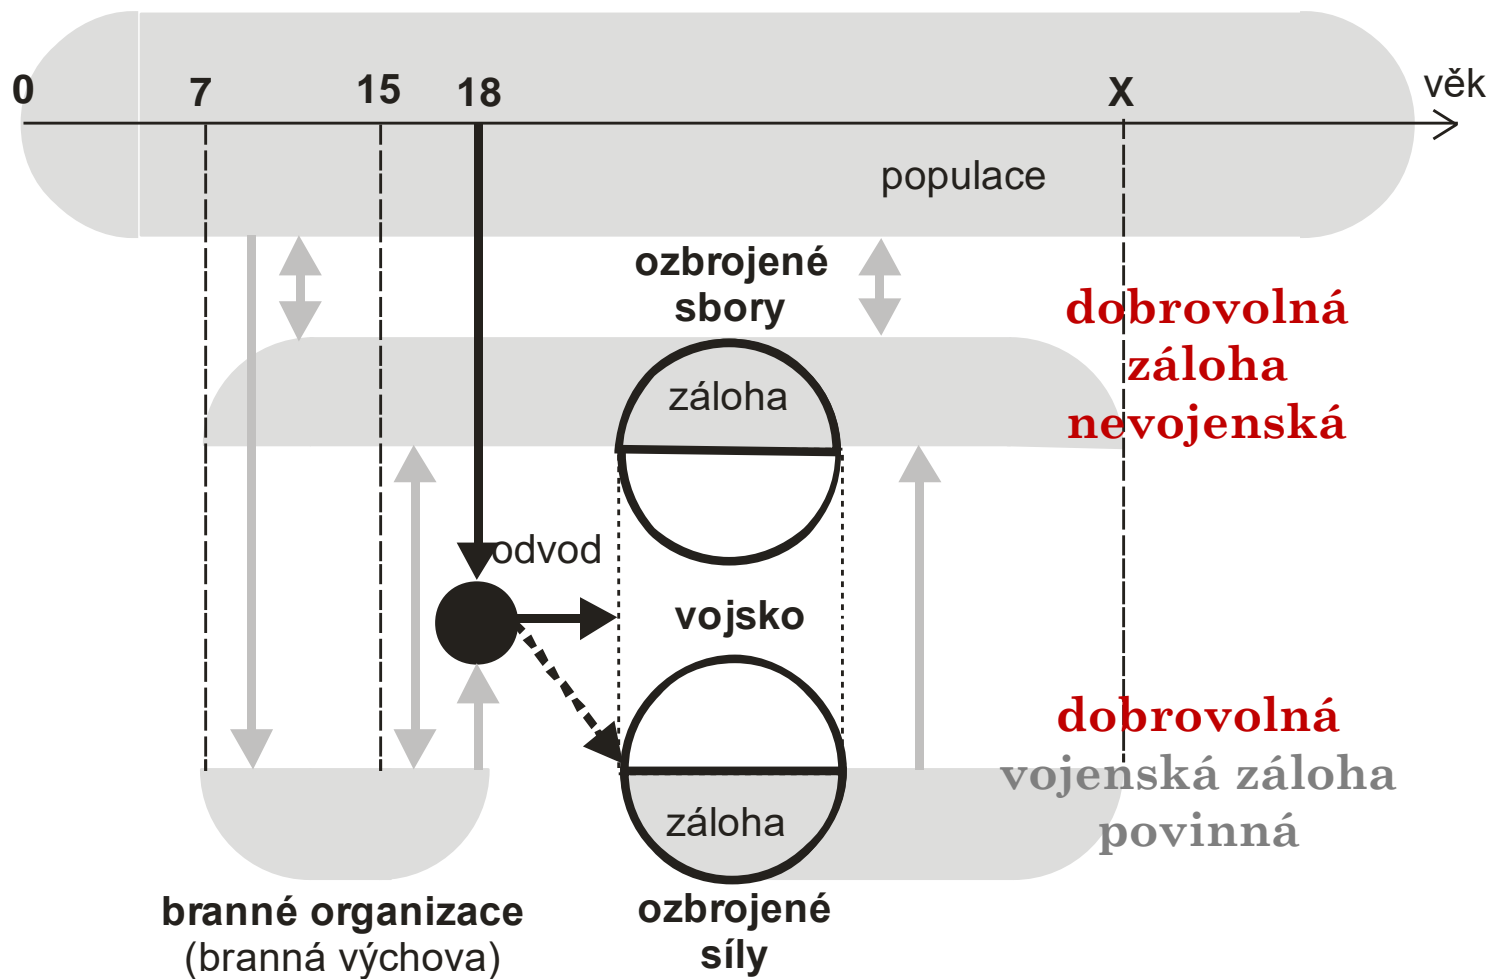 0
7
15
18
X
věk
populace
ozbrojené
sbory
dobrovolná
záloha
nevojenská
záloha
odvod
vojsko
dobrovolná
vojenská záloha
povinná
záloha
branné organizace
(branná výchova)
ozbrojené
síly